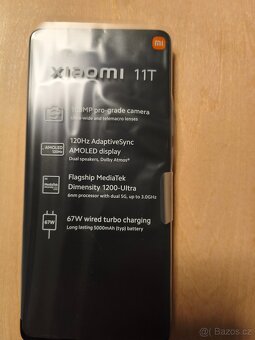 mi
xiaomi 11T
108MP pro-grade camera
Ultra-wide and telemacro lenses
120Hz AdaptiveSync
AMOLED display
Dual speakers, Dolby Atmos®
AMOLED
120Hz
Flagship MediaTek
Dimensity 1200-Ultra
6nm processor with dual 5G, up to 3.0GHz
MediaTek
67W wired turbo charging
Long lasting 5000mAh (typ) battery
67W
Bazos.cz